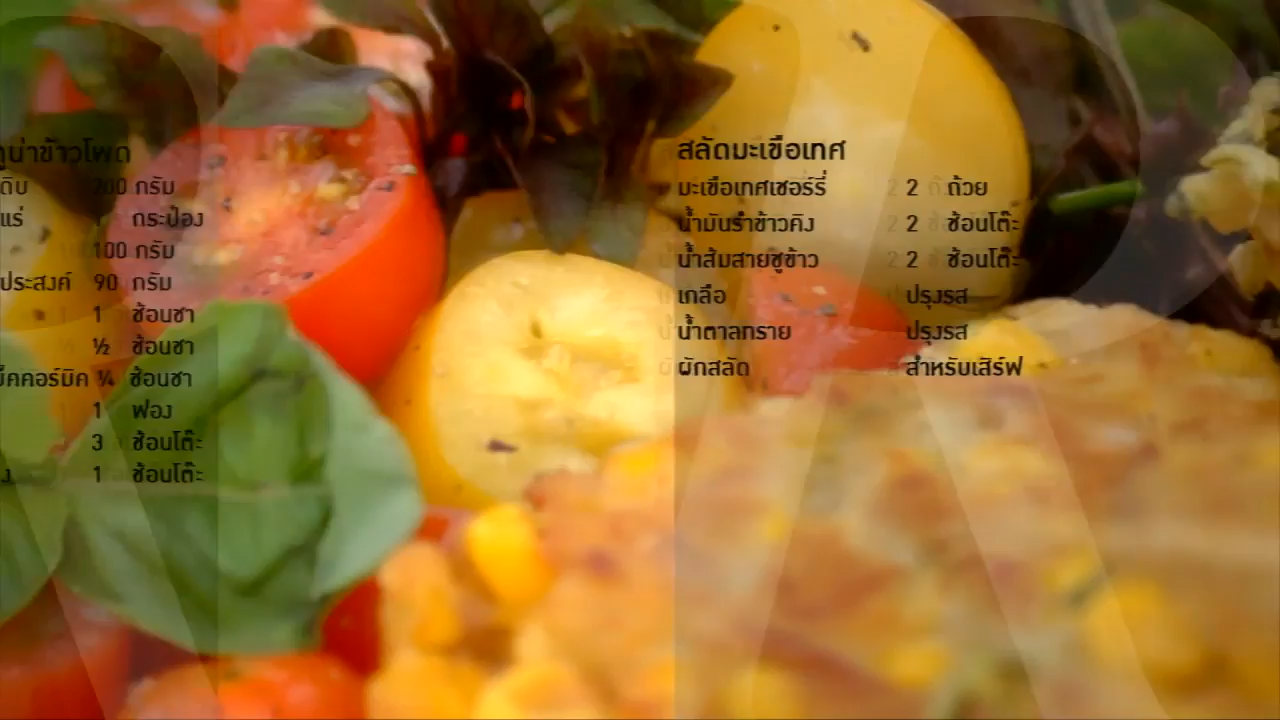 ทูน่าข้าวโพด
ดิบ 200 กรัม
แร่ 1 กระป๋อง
100 กรัม
ประสงค์ 90 กรัม
1 ช้อนชา
½ ช้อนชา
แม็คคอร์มิค ¼ ช้อนชา
1 ฟอง
3 ช้อนโต๊ะ
1 ช้อนโต๊ะ
สลัดมะเขือเทศ
มะเขือเทศเชอร์รี่ 2 ถ้วย
น้ำมันรำข้าวคิง 2 ช้อนโต๊ะ
น้ำส้มสายชูข้าว 2 ช้อนโต๊ะ
เกลือ ปรุงรส
น้ำตาลทราย ปรุงรส
ผักสลัด สำหรับเสิร์ฟ